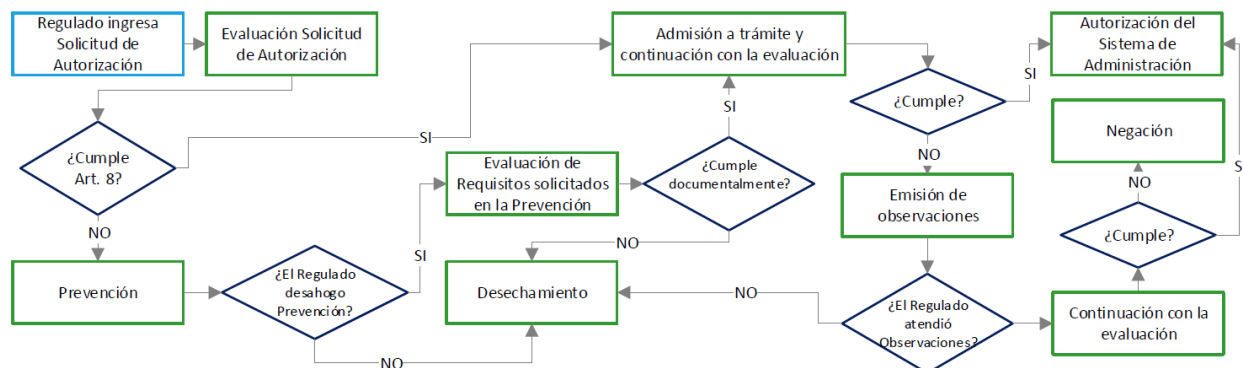 Regulado ingresa
Solicitud de
Autorización
Evaluación Solicitud
de Autorización
Admisión a trámite y
continuación con la evaluación
Autorización del
Sistema de
Administración
SI
¿Cumple?
SI
SI
¿Cumple
Art. 8?
Evaluación de
Requisitos solicitados
en la Prevención
¿Cumple
documentalmente?
NO
Negación
S
Emisión de
observaciones
NO
NO
SI
NO
¿Cumple?
Prevención
¿El Regulado
desahogo
Prevención?
Desechamiento
NO
¿El Regulado
atendió
Observaciones?
Continuación con la
evaluación
NO